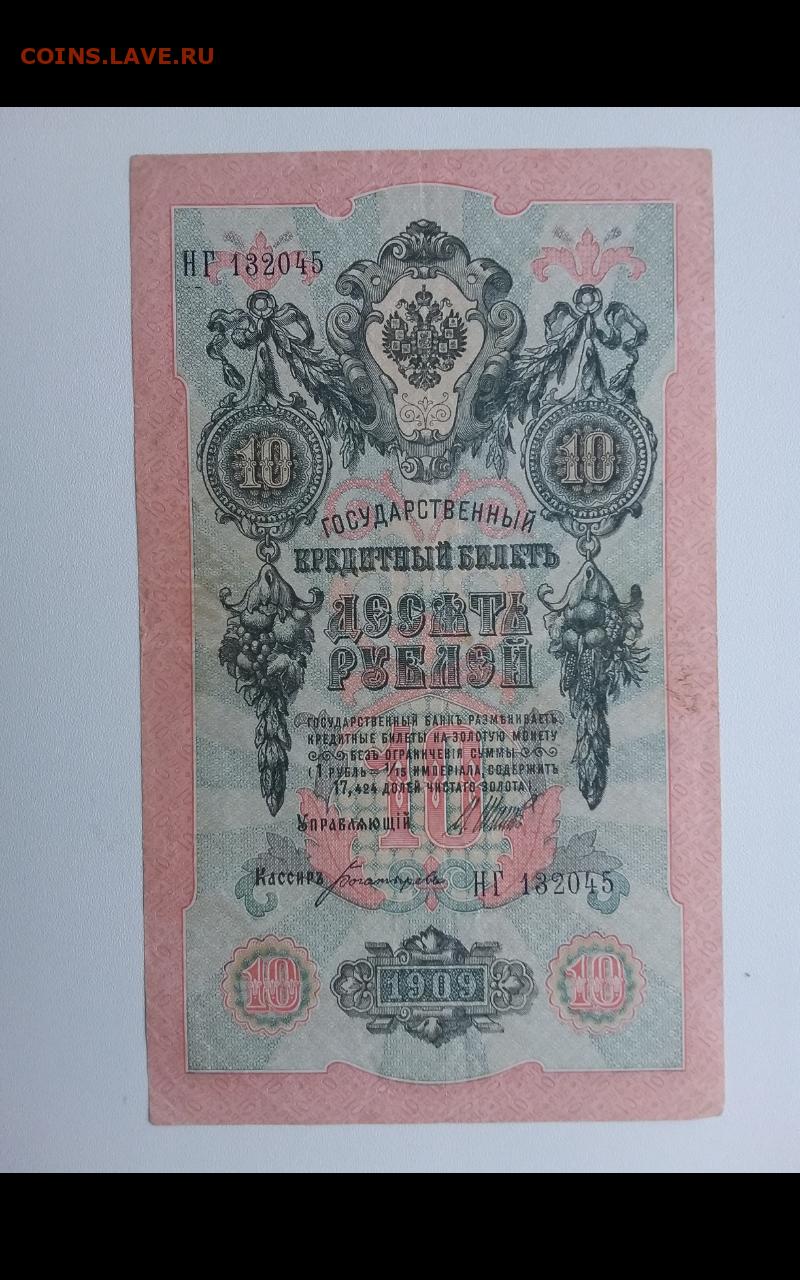 COINS.LAVE.RU
НГ 132045
10 10
ГОСУДАРСТВЕННЫЙ
КРЕДИТНЫЙ БИЛЕТЪ
ДЕСЯТЬ
РУБЛЕЙ
ГОСУДАРСТВЕННЫЙ БАНКЪ РАЗМѢНИВАЕТЪ
КРЕДИТНЫЕ БИЛЕТЫ НА ЗОЛОТУЮ МОНЕТУ
БЕЗЪ ОГРАНИЧЕНІЯ СУММЫ
(1 РУБЛЬ = 1/15 ИМПЕРІАЛА, СОДЕРЖИТЪ
17,424 ДОЛЕЙ ЧИСТАГО ЗОЛОТА)
10
УПРАВЛЯЮЩІЙ
КАССИРЪ Богатыревъ НГ 132045
10 1909 10